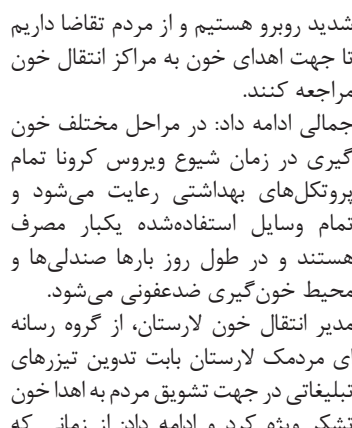 شدید روبرو هستیم و از مردم تقاضا داریم
تا جهت اهدای خون به مراکز انتقال خون
مراجعه کنند.
جمالی ادامه داد: در مراحل مختلف خون
گیری در زمان شیوع ویروس کرونا تمام
پروتکل‌های بهداشتی رعایت می‌شود و
تمام وسایل استفاده‌شده یکبار مصرف
هستند و در طول روز بارها صندلی‌ها و
محیط خون‌گیری ضدعفونی می‌شود.
مدیر انتقال خون لارستان، از گروه رسانه
ای مردمک لارستان بابت تدوین تیزرهای
تبلیغاتی در جهت تشویق مردم به اهدا خون
تشکر ویژه کرد و ادامه داد: از زمانی که